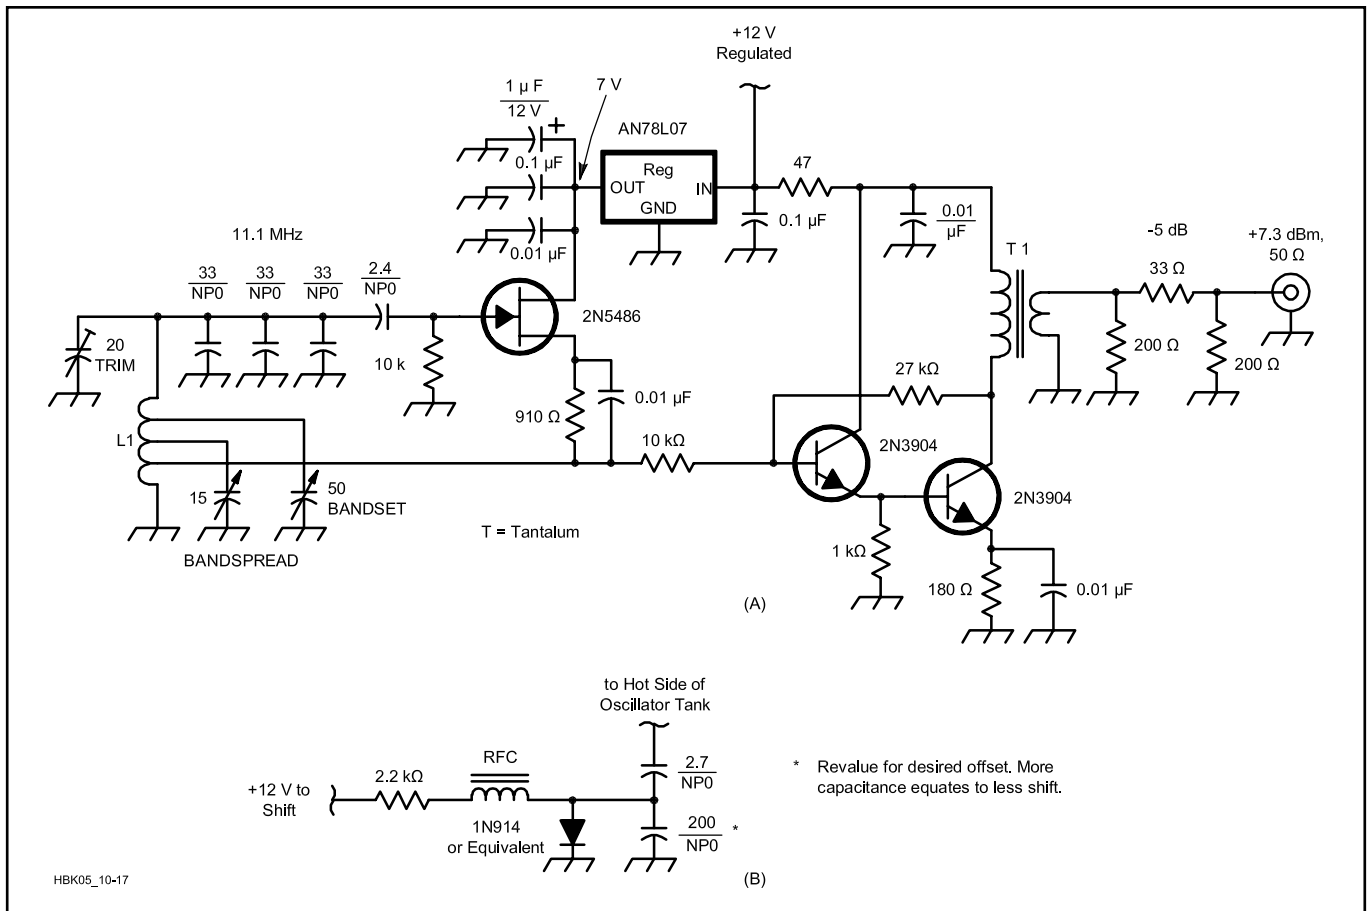 +12 V
Regulated
1 µF
12 V
7 V
+
AN78L07
0.1 µF
Reg
OUT
IN
GND
47
0.1 µF
0.01
µF
0.01 µF
T 1
-5 dB
33 Ω
+7.3 dBm,
50 Ω
200 Ω
200 Ω
11.1 MHz
33
NP0
33
NP0
33
NP0
2.4
NP0
2N5486
20
TRIM
10 k
910 Ω
0.01 µF
27 kΩ
10 kΩ
2N3904
2N3904
L1
15
50
BANDSET
BANDSPREAD
T = Tantalum
1 kΩ
180 Ω
0.01 µF
(A)
to Hot Side of
Oscillator Tank
+12 V to
Shift
2.2 kΩ
RFC
2.7
NP0
1N914
or Equivalent
200
NP0
*
* Revalue for desired offset. More
capacitance equates to less shift.
HBK05_10-17
(B)